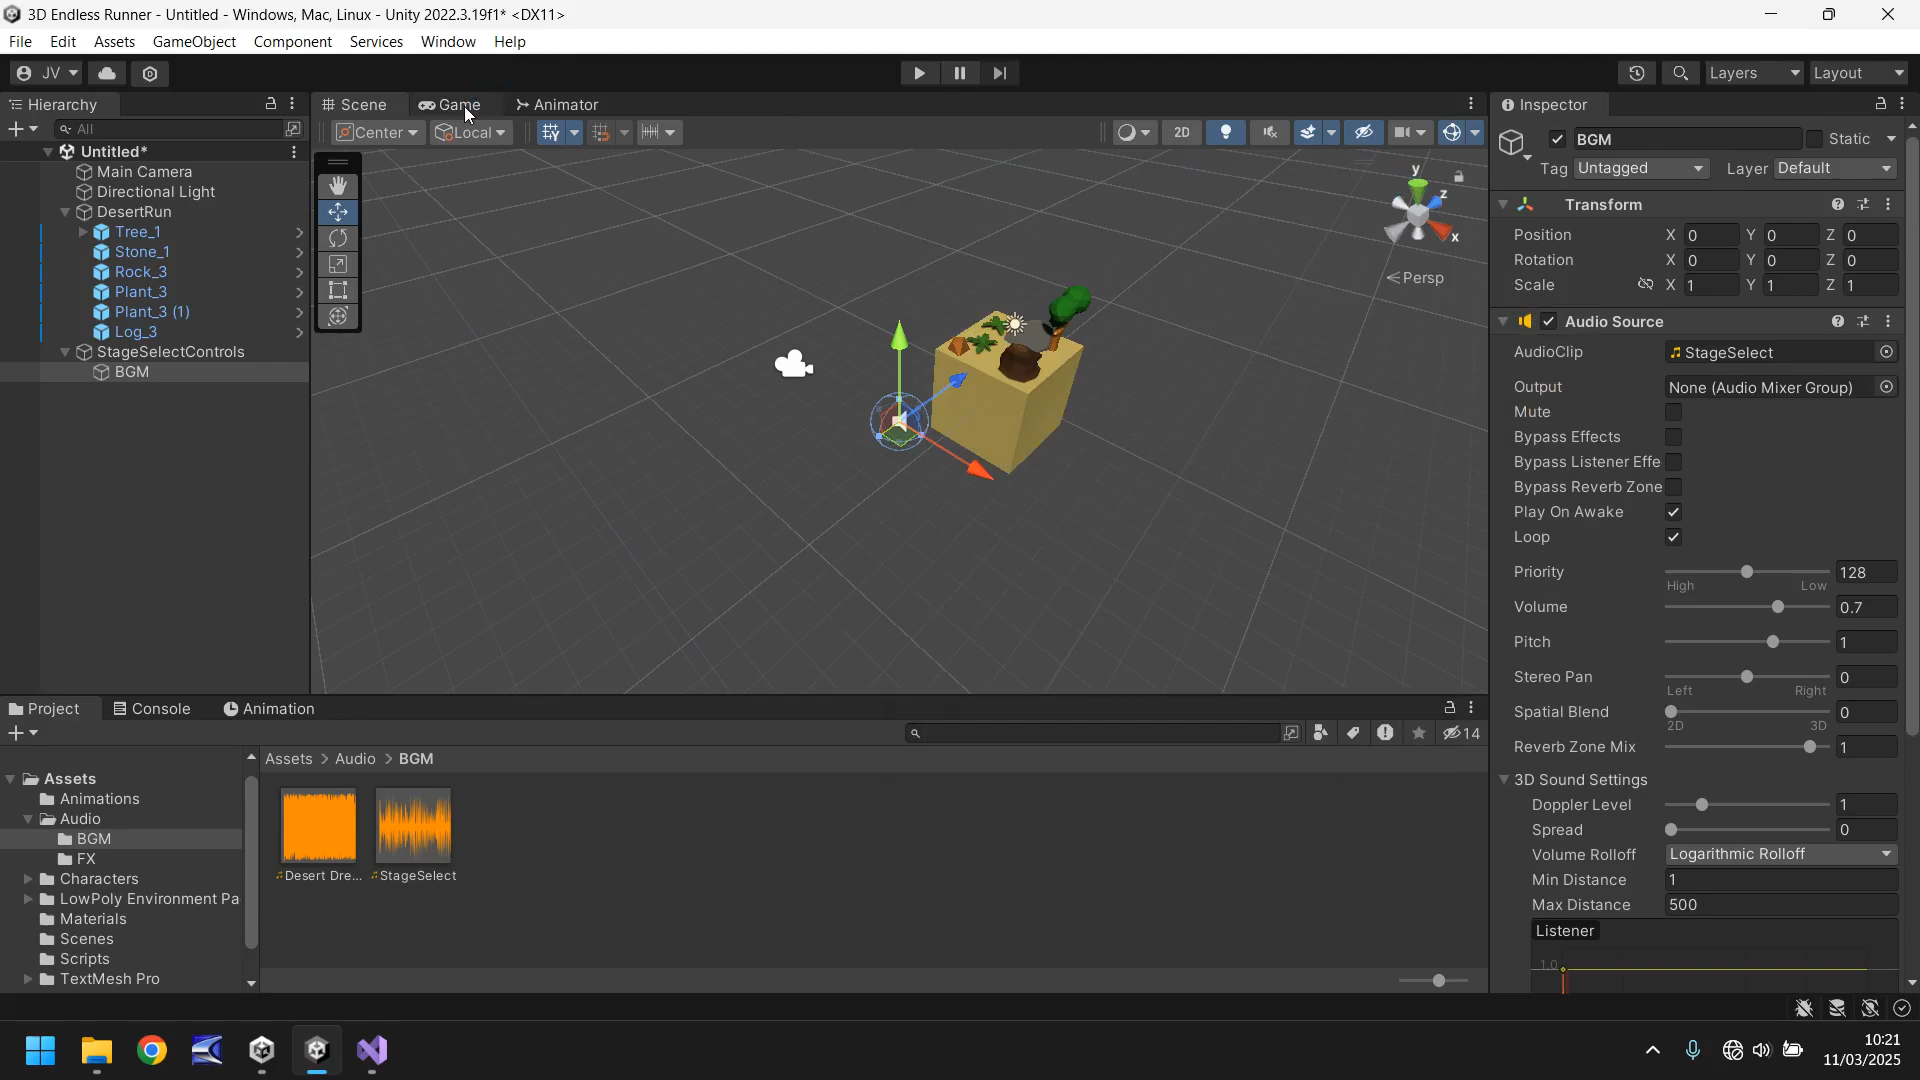 3D Endless Runner - Untitled - Windows, Mac, Linux - Unity 2022.3.19f1* <DX11>
File Edit Assets GameObject Component Services Window Help
JV Layers Layout
Hierarchy
All
Untitled*
Main Camera
Directional Light
DesertRun
Tree_1
Stone_1
Rock_3
Plant_3
Plant_3 (1)
Log_3
StageSelectControls
BGM
Scene Game Animator
Center Local 2D
y
z
x
Persp
Inspector
BGM Static
Tag Untagged Layer Default
Transform
Position X 0 Y 0 Z 0
Rotation X 0 Y 0 Z 0
Scale X 1 Y 1 Z 1
Audio Source
AudioClip StageSelect
Output None (Audio Mixer Group)
Mute
Bypass Effects
Bypass Listener Effe
Bypass Reverb Zone
Play On Awake
Loop
Priority 128
High Low
Volume 0.7
Pitch 1
Stereo Pan 0
Left Right
Spatial Blend 0
2D 3D
Reverb Zone Mix 1
3D Sound Settings
Doppler Level 1
Spread 0
Volume Rolloff Logarithmic Rolloff
Min Distance 1
Max Distance 500
Listener
1.0
Project Console Animation
14
Assets
Animations
Audio
BGM
FX
Characters
LowPoly Environment Pa
Materials
Scenes
Scripts
TextMesh Pro
Assets > Audio > BGM
Desert Dre... StageSelect
10:21
11/03/2025